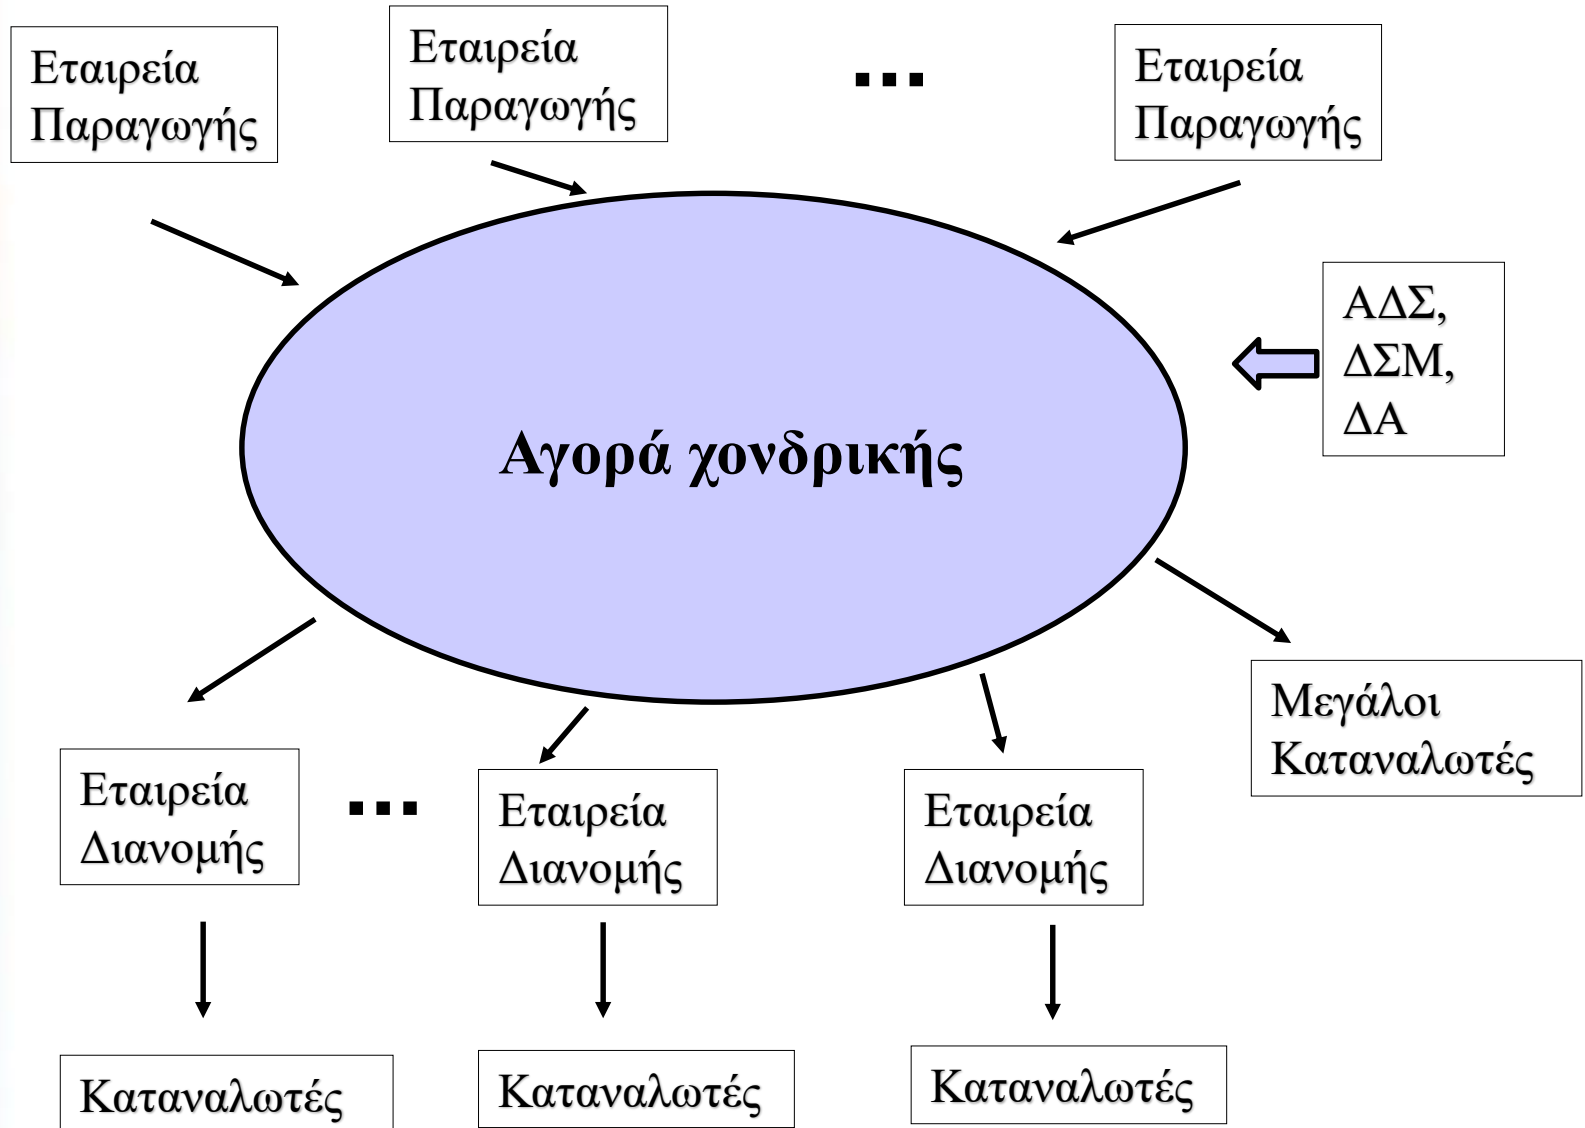 Εταιρεία
Παραγωγής
Εταιρεία
Παραγωγής
...
Εταιρεία
Παραγωγής
ΑΔΣ,
ΔΣΜ,
ΔΑ
Αγορά χονδρικής
Μεγάλοι
Καταναλωτές
Εταιρεία
Διανομής
...
Εταιρεία
Διανομής
Εταιρεία
Διανομής
Καταναλωτές
Καταναλωτές
Καταναλωτές